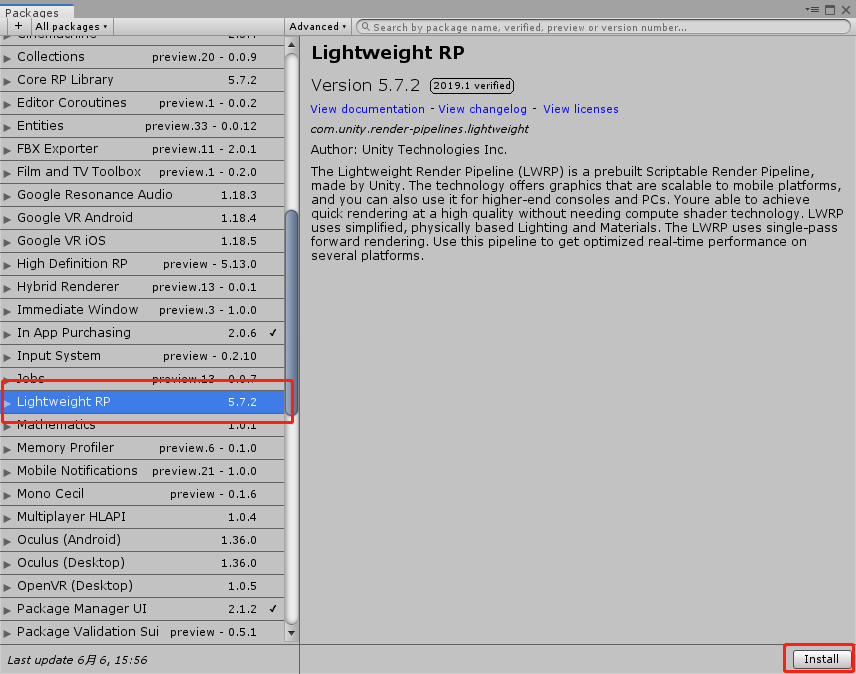 Packages
+ All packages
Advanced
Search by package name, verified, preview or version number...
Collections preview.20 - 0.0.9
Core RP Library 5.7.2
Editor Coroutines preview.1 - 0.0.2
Entities preview.33 - 0.0.12
FBX Exporter preview.11 - 2.0.1
Film and TV Toolbox preview.1 - 0.2.0
Google Resonance Audio 1.18.3
Google VR Android 1.18.4
Google VR iOS 1.18.5
High Definition RP preview - 5.13.0
Hybrid Renderer preview.13 - 0.0.1
Immediate Window preview.3 - 1.0.0
In App Purchasing 2.0.6 ✓
Input System preview - 0.2.10
Jobs preview.13 - 0.0.7
Lightweight RP 5.7.2
Mathematics 1.0.1
Memory Profiler preview.6 - 0.1.0
Mobile Notifications preview.21 - 1.0.0
Mono Cecil preview - 0.1.6
Multiplayer HLAPI 1.0.4
Oculus (Android) 1.36.0
Oculus (Desktop) 1.36.0
OpenVR (Desktop) 1.0.5
Package Manager UI 2.1.2 ✓
Package Validation Sui preview - 0.5.1
Last update 6月 6, 15:56
Lightweight RP
Version 5.7.2 2019.1 verified
View documentation - View changelog - View licenses
com.unity.render-pipelines.lightweight
Author: Unity Technologies Inc.
The Lightweight Render Pipeline (LWRP) is a prebuilt Scriptable Render Pipeline,
made by Unity. The technology offers graphics that are scalable to mobile platforms,
and you can also use it for higher-end consoles and PCs. Youre able to achieve
quick rendering at a high quality without needing compute shader technology. LWRP
uses simplified, physically based Lighting and Materials. The LWRP uses single-pass
forward rendering. Use this pipeline to get optimized real-time performance on
several platforms.
Install